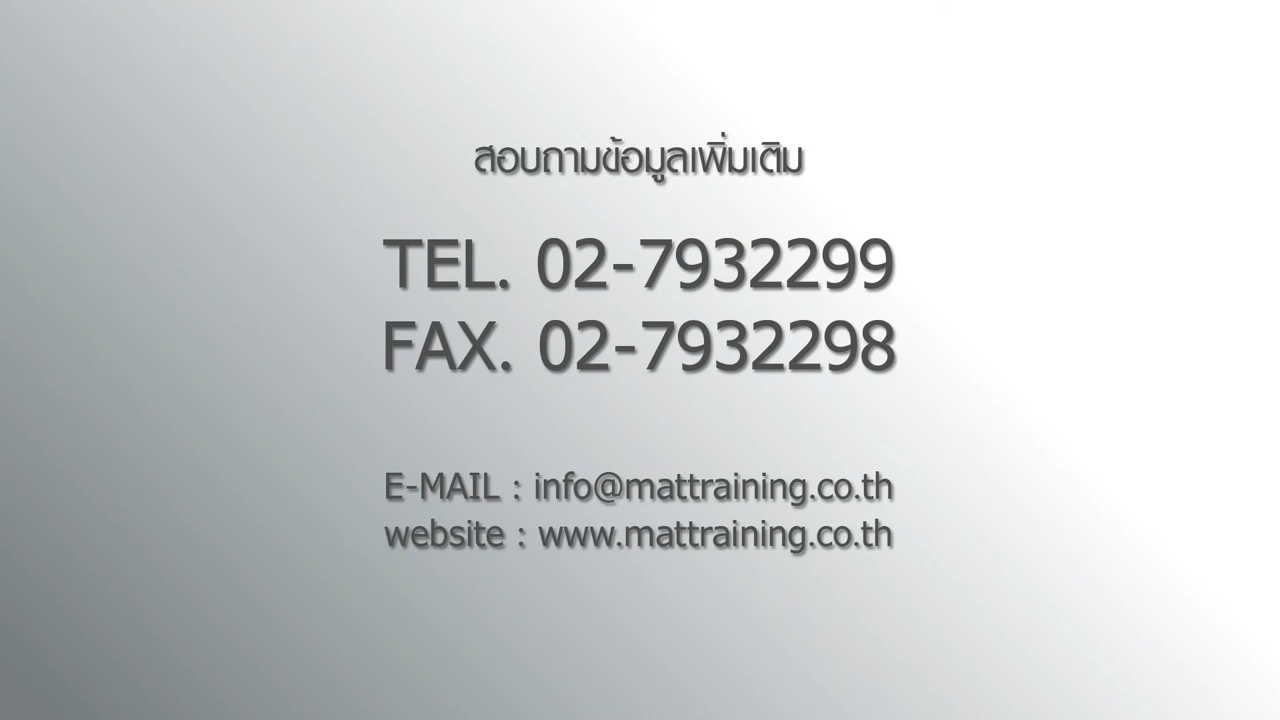 สอบถามข้อมูลเพิ่มเติม
TEL. 02-7932299
FAX. 02-7932298
E-MAIL : info@mattraining.co.th
website : www.mattraining.co.th